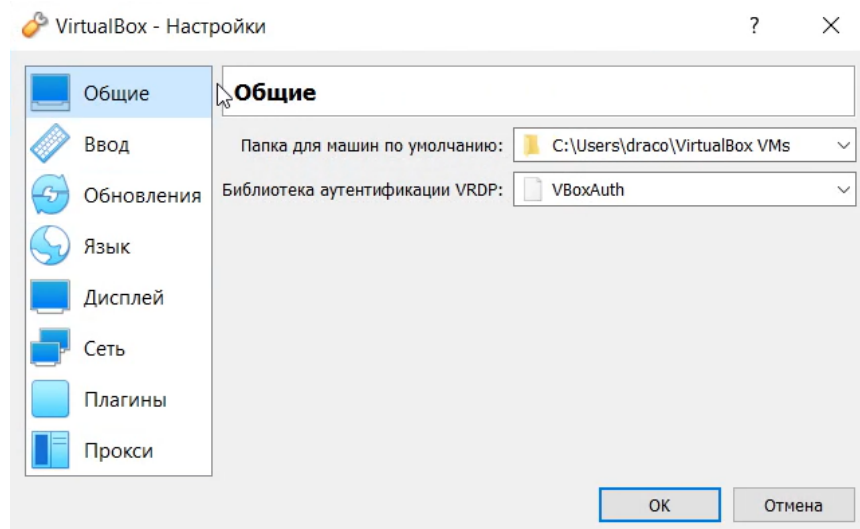 VirtualBox - Настройки
?
Общие
Ввод
Обновления
Язык
Дисплей
Сеть
Плагины
Прокси
Общие
Папка для машин по умолчанию: C:\Users\draco\VirtualBox VMs
Библиотека аутентификации VRDP: VBoxAuth
OK
Отмена